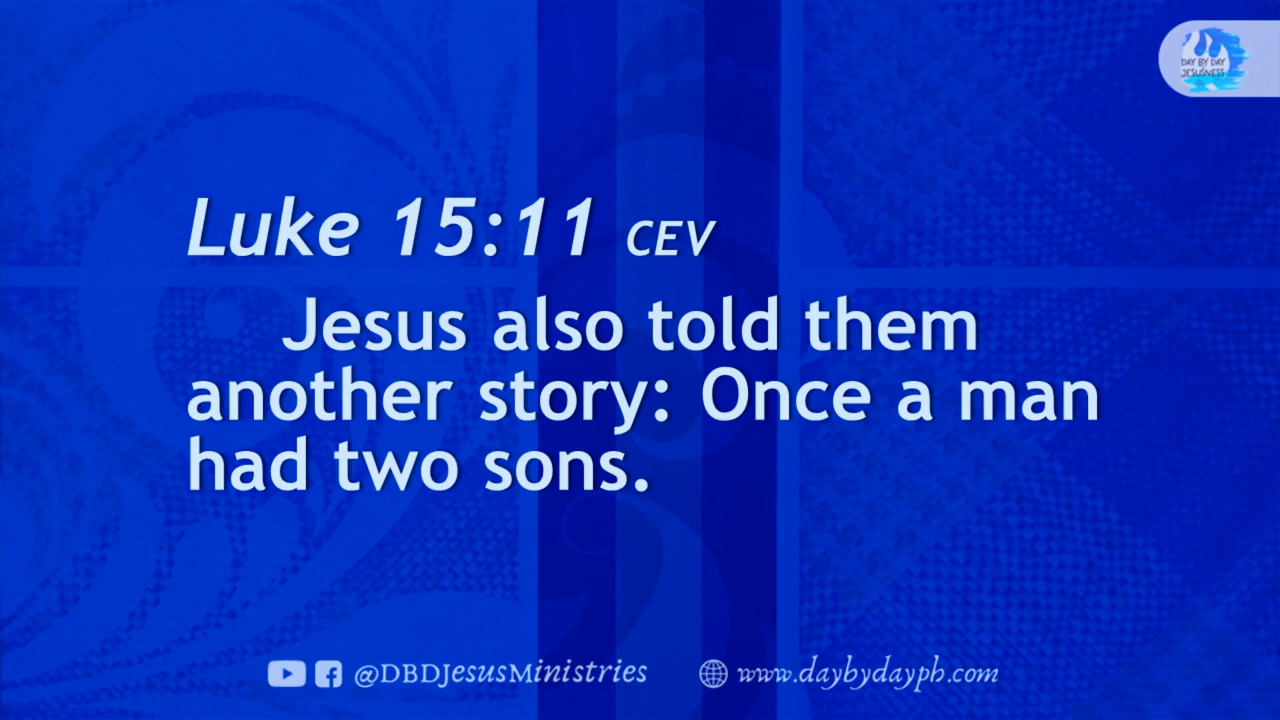 DAY BY DAY
JESUSNESS
Luke 15:11 CEV
Jesus also told them
another story: Once a man
had two sons.
@DBDJesusMinistries www.daybydayph.com